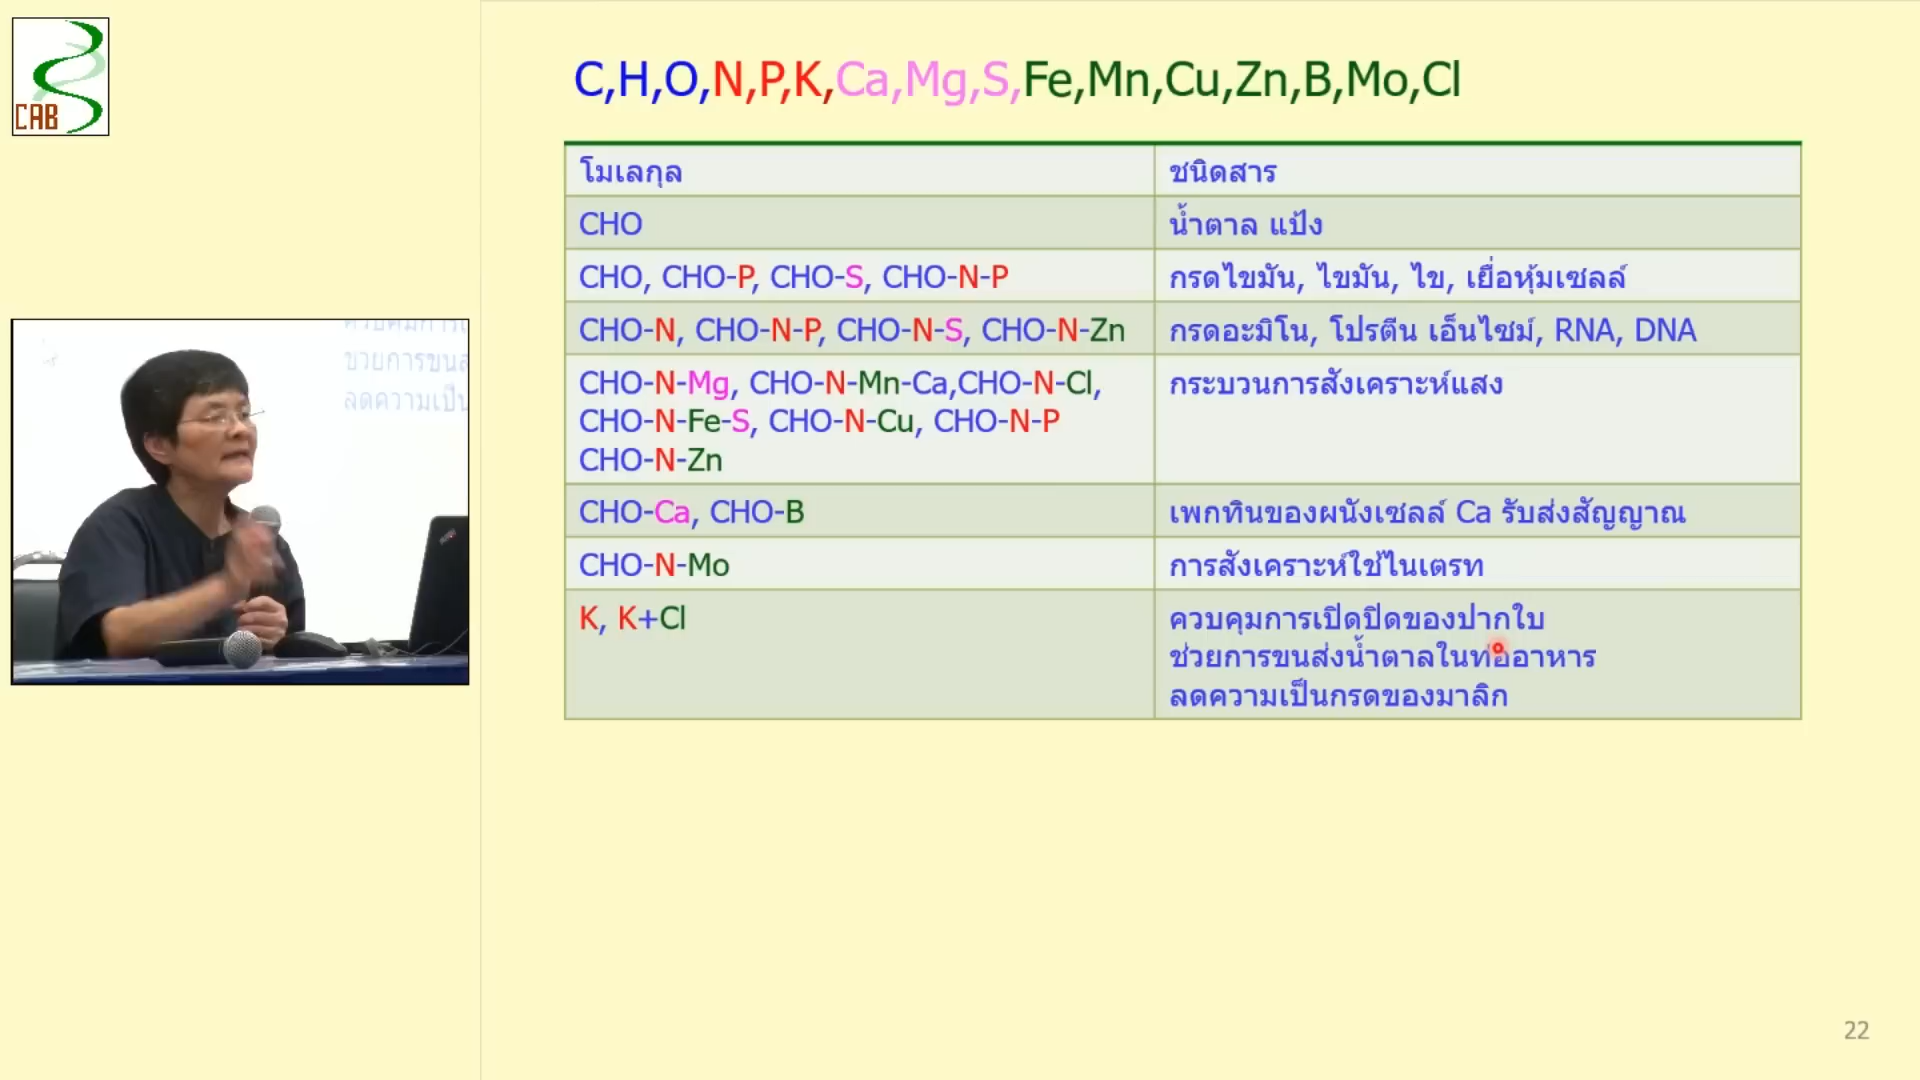 CAB
C,H,O,N,P,K,Ca,Mg,S,Fe,Mn,Cu,Zn,B,Mo,Cl
โมเลกุล
ชนิดสาร
CHO
น้ำตาล แป้ง
CHO, CHO-P, CHO-S, CHO-N-P
กรดไขมัน, ไขมัน, ไข, เยื่อหุ้มเซลล์
CHO-N, CHO-N-P, CHO-N-S, CHO-N-Zn
กรดอะมิโน, โปรตีน เอ็นไซม์, RNA, DNA
CHO-N-Mg, CHO-N-Mn-Ca,CHO-N-Cl,
CHO-N-Fe-S, CHO-N-Cu, CHO-N-P
CHO-N-Zn
กระบวนการสังเคราะห์แสง
CHO-Ca, CHO-B
เพกทินของผนังเซลล์ Ca รับส่งสัญญาณ
CHO-N-Mo
การสังเคราะห์ใช้ไนเตรท
K, K+Cl
ควบคุมการเปิดปิดของปากใบ
ช่วยการขนส่งน้ำตาลในท่ออาหาร
ลดความเป็นกรดของมาลิก
22